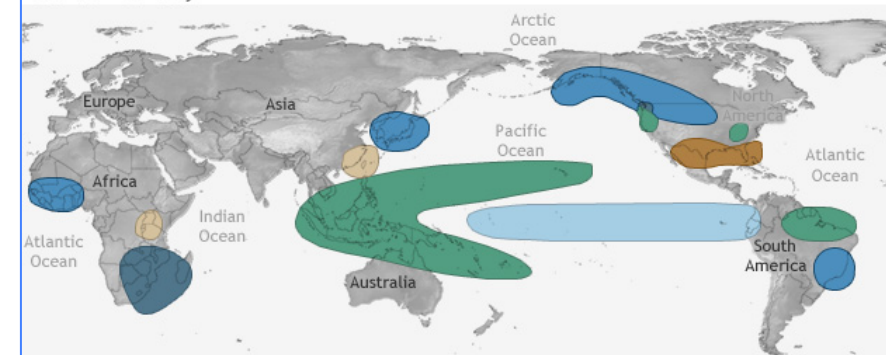 Arctic
Ocean
Europe
Asia
North
America
Pacific
Ocean
Atlantic
Ocean
Africa
Indian
Ocean
Atlantic
Ocean
South
America
Australia